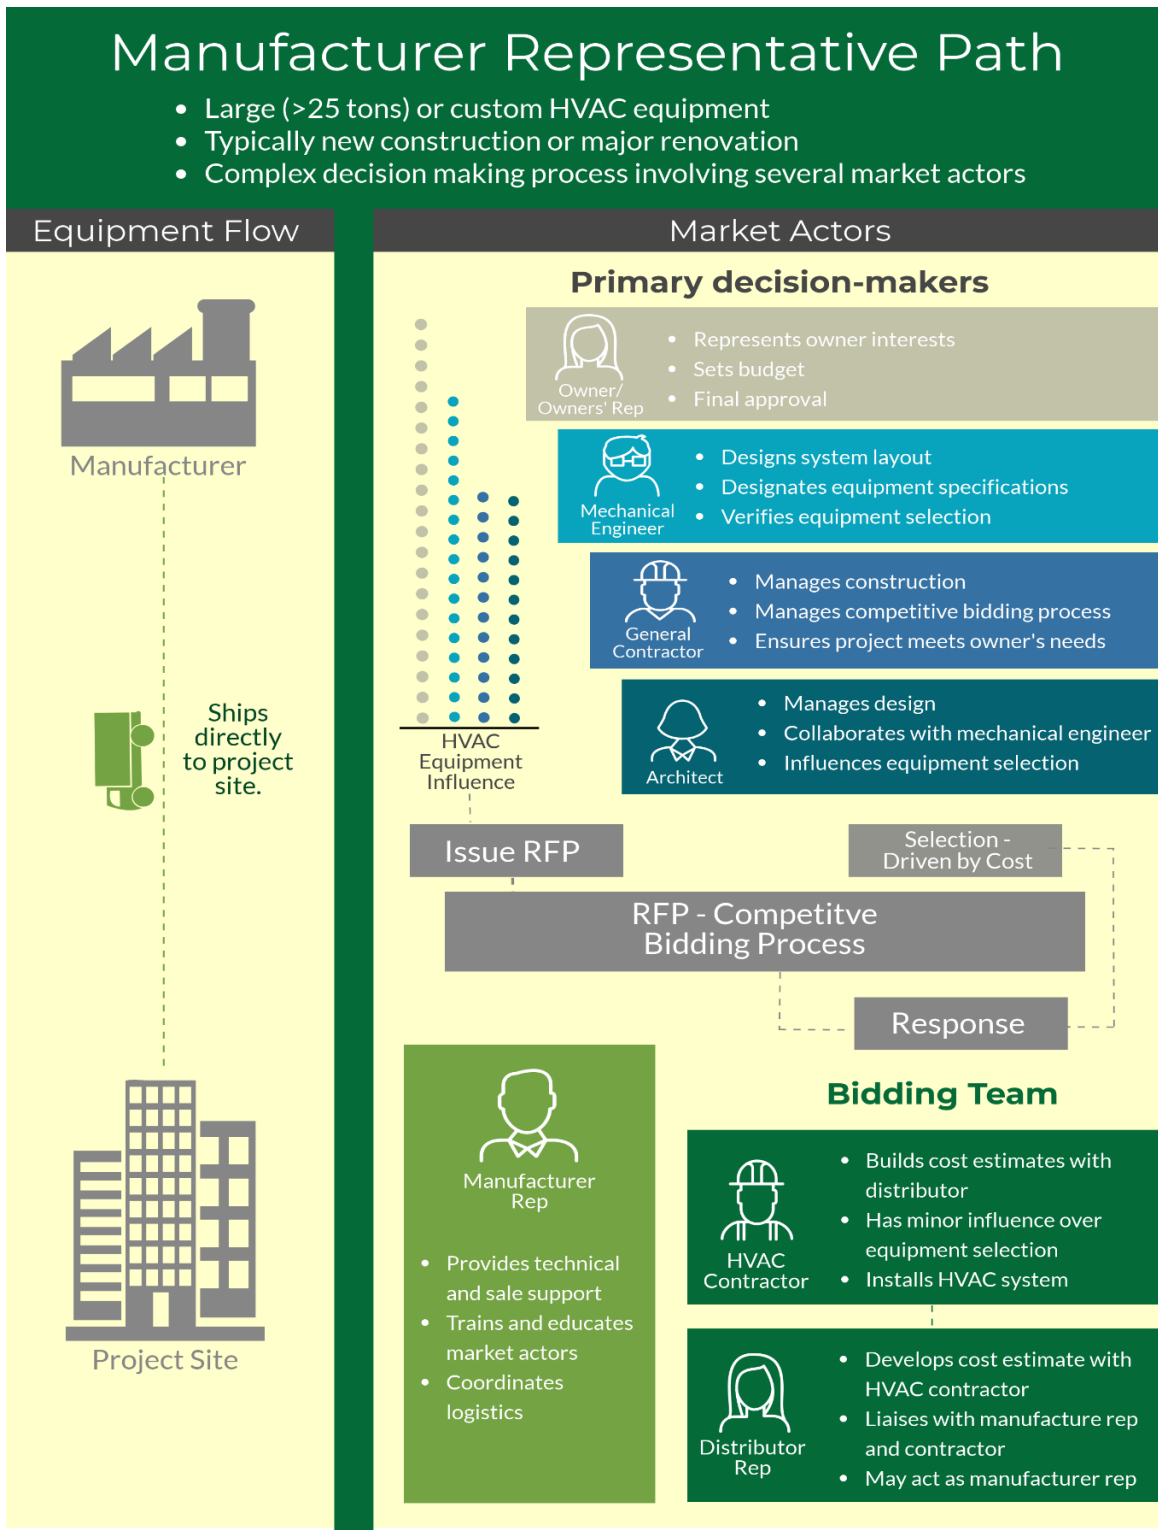 Manufacturer Representative Path
• Large (>25 tons) or custom HVAC equipment
• Typically new construction or major renovation
• Complex decision making process involving several market actors
Equipment Flow
Manufacturer
Ships
directly
to project
site.
Project Site
Market Actors
Primary decision-makers
Owner/
Owners' Rep
• Represents owner interests
• Sets budget
• Final approval
Mechanical
Engineer
• Designs system layout
• Designates equipment specifications
• Verifies equipment selection
General
Contractor
• Manages construction
• Manages competitive bidding process
• Ensures project meets owner's needs
Architect
• Manages design
• Collaborates with mechanical engineer
• Influences equipment selection
HVAC
Equipment
Influence
Issue RFP
Selection -
Driven by Cost
RFP - Competitve
Bidding Process
Response
Manufacturer
Rep
• Provides technical
and sale support
• Trains and educates
market actors
• Coordinates
logistics
Bidding Team
HVAC
Contractor
• Builds cost estimates with
distributor
• Has minor influence over
equipment selection
• Installs HVAC system
Distributor
Rep
• Develops cost estimate with
HVAC contractor
• Liaises with manufacture rep
and contractor
• May act as manufacturer rep